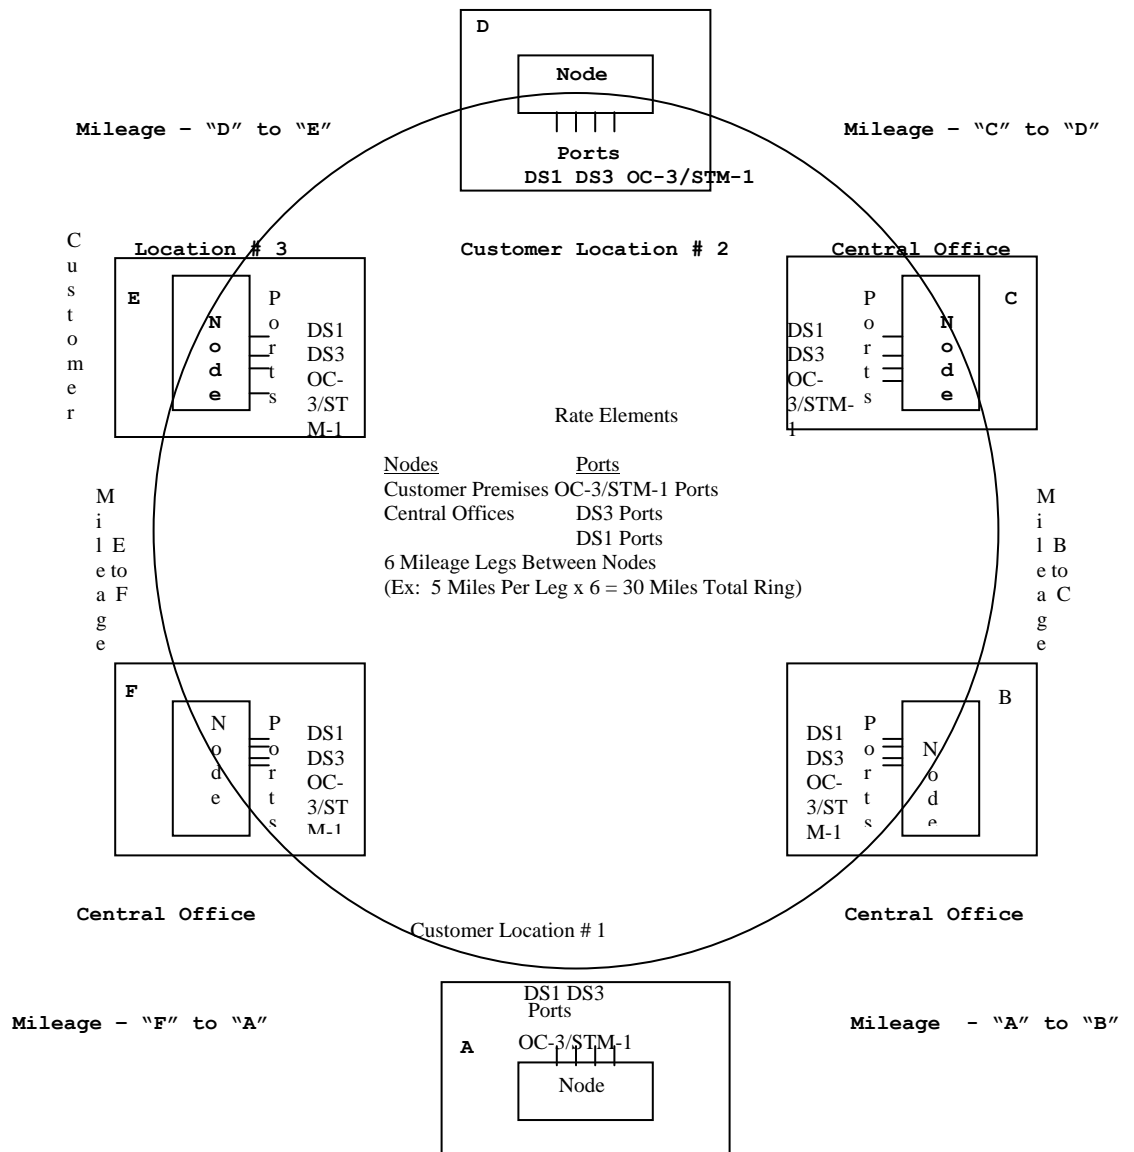 D
Node
Mileage – “D” to “E”
Mileage – “C” to “D”
Ports
DS1 DS3 OC-3/STM-1
Customer
Location # 3
Customer Location # 2
Central Office
E
Node
Ports
DS1
DS3
OC-
3/ST
M-1
DS1
DS3
OC-
3/STM-
1
Ports
Node
C
Rate Elements
Nodes Ports
Customer Premises OC-3/STM-1 Ports
Central Offices DS3 Ports
DS1 Ports
6 Mileage Legs Between Nodes
(Ex: 5 Miles Per Leg x 6 = 30 Miles Total Ring)
Mileage
E
to
F
Mileage
B
to
C
F
Node
Ports
DS1
DS3
OC-
3/ST
M-1
DS1
DS3
OC-
3/ST
M-1
Ports
Node
B
Central Office
Central Office
Customer Location # 1
Mileage – “F” to “A”
Mileage - “A” to “B”
DS1 DS3
Ports
A
OC-3/STM-1
Node